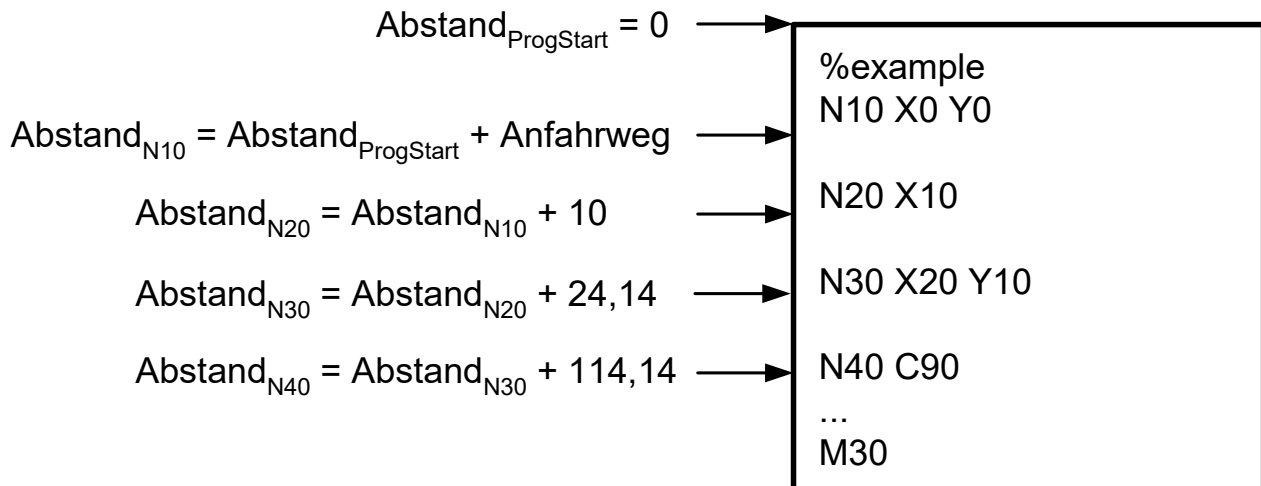 Abstand_ProgStart = 0
%example
N10 X0 Y0
Abstand_N10 = Abstand_ProgStart + Anfahrweg
N20 X10
Abstand_N20 = Abstand_N10 + 10
N30 X20 Y10
Abstand_N30 = Abstand_N20 + 24,14
N40 C90
Abstand_N40 = Abstand_N30 + 114,14
...
M30